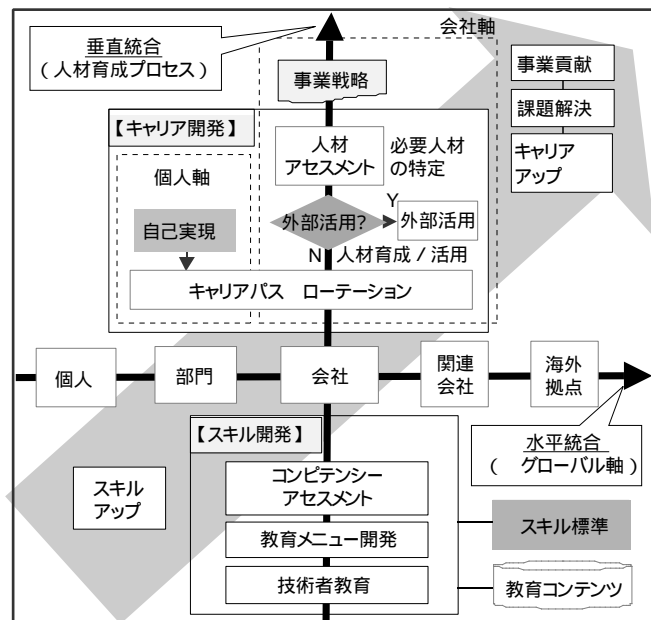 垂直統合
（人材育成プロセス）
会社軸
事業戦略
事業貢献
課題解決
キャリア
アップ
【キャリア開発】
人材
アセスメント
必要人材
の特定
個人軸
自己実現
外部活用?
Y
外部活用
N 人材育成 / 活用
キャリアパス ローテーション
個人
部門
会社
関連
会社
海外
拠点
【スキル開発】
水平統合
（ グローバル軸）
スキル
アップ
コンピテンシー
アセスメント
教育メニュー開発
技術者教育
スキル標準
教育コンテンツ